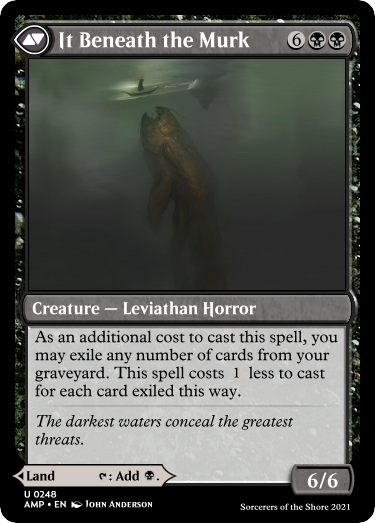 It Beneath the Murk 6
Creature — Leviathan Horror
As an additional cost to cast this spell, you
may exile any number of cards from your
graveyard. This spell costs 1 less to cast
for each card exiled this way.
The darkest waters conceal the greatest
threats.
Land : Add .
6/6
U 0248
AMP • EN JOHN ANDERSON
Sorcerers of the Shore 2021